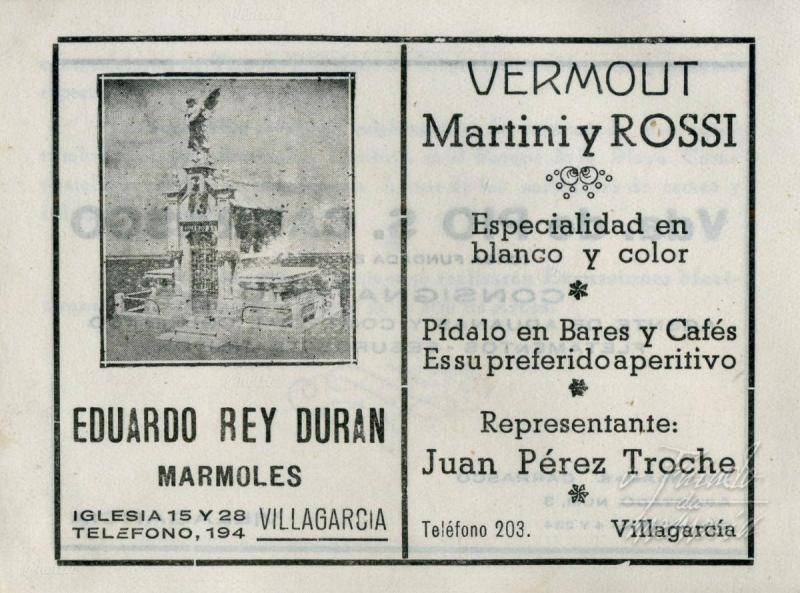 EDUARDO REY DURAN
MARMOLES
IGLESIA 15 Y 28
TELEFONO, 194
VILLAGARCIA
VERMOUT
Martini y ROSSI
Especialidad en
blanco y color
Pídalo en Bares y Cafés
Es su preferido aperitivo
Representante:
Juan Pérez Troche
Teléfono 203. Villagarcía